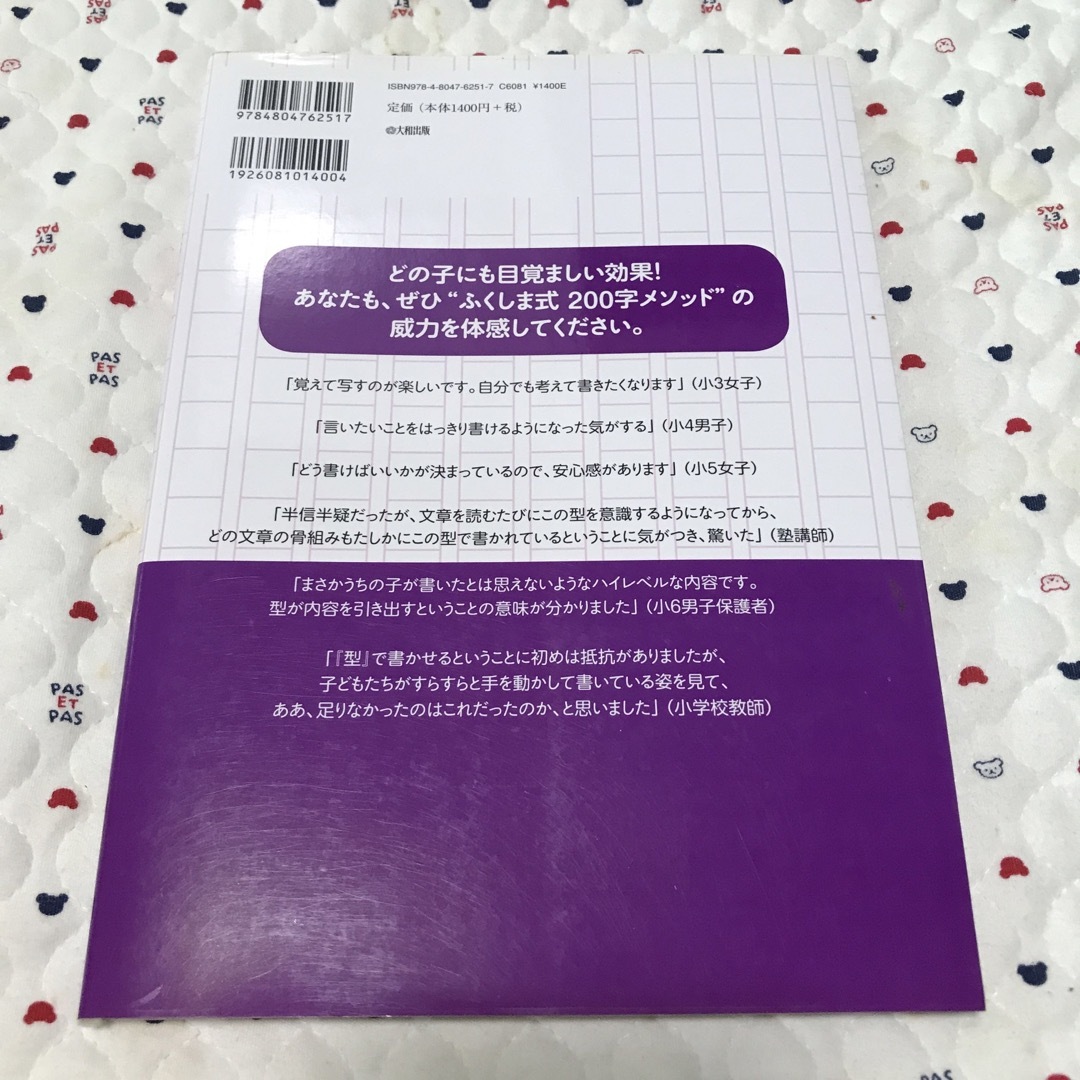 ISBN978-4-8047-6251-7 C6081 ¥1400E
9784804762517
定価（本体1400円+税）
大和出版
1926081014004
どの子にも目覚ましい効果!
あなたも、ぜひ“ふくしま式 200字メソッド”の
威力を体感してください。
「覚えて写すのが楽しいです。自分でも考えて書きたくなります」(小3女子)
「言いたいことをはっきり書けるようになった気がする」(小4男子)
「どう書けばいいかが決まっているので、安心感があります」(小5女子)
「半信半疑だったが、文章を読むたびにこの型を意識するようになってから、
どの文章の骨組みもたしかにこの型で書かれているということに気がつき、驚いた」(塾講師)
「まさかうちの子が書いたとは思えないようなハイレベルな内容です。
型が内容を引き出すということの意味が分かりました」(小6男子保護者)
「『型』で書かせるということに初めは抵抗がありましたが、
子どもたちがすらすらと手を動かして書いている姿を見て、
ああ、足りなかったのはこれだったのか、と思いました」(小学校教師)
PAS
ET
PAS
PAS
ET
PAS
PAS
ET
PAS
PAS
ET
PAS
PAS
ET
PAS